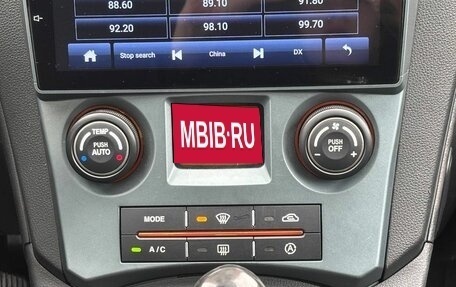 88.60 89.10 91.80
92.20 98.10 99.70
Stop search China DX
TEMP
PUSH
AUTO
MBIB.RU
PUSH
OFF
MODE
A/C
A